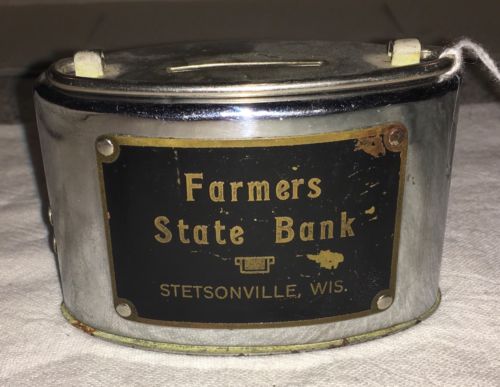 Farmers
State Bank
STETSONVILLE, WIS.